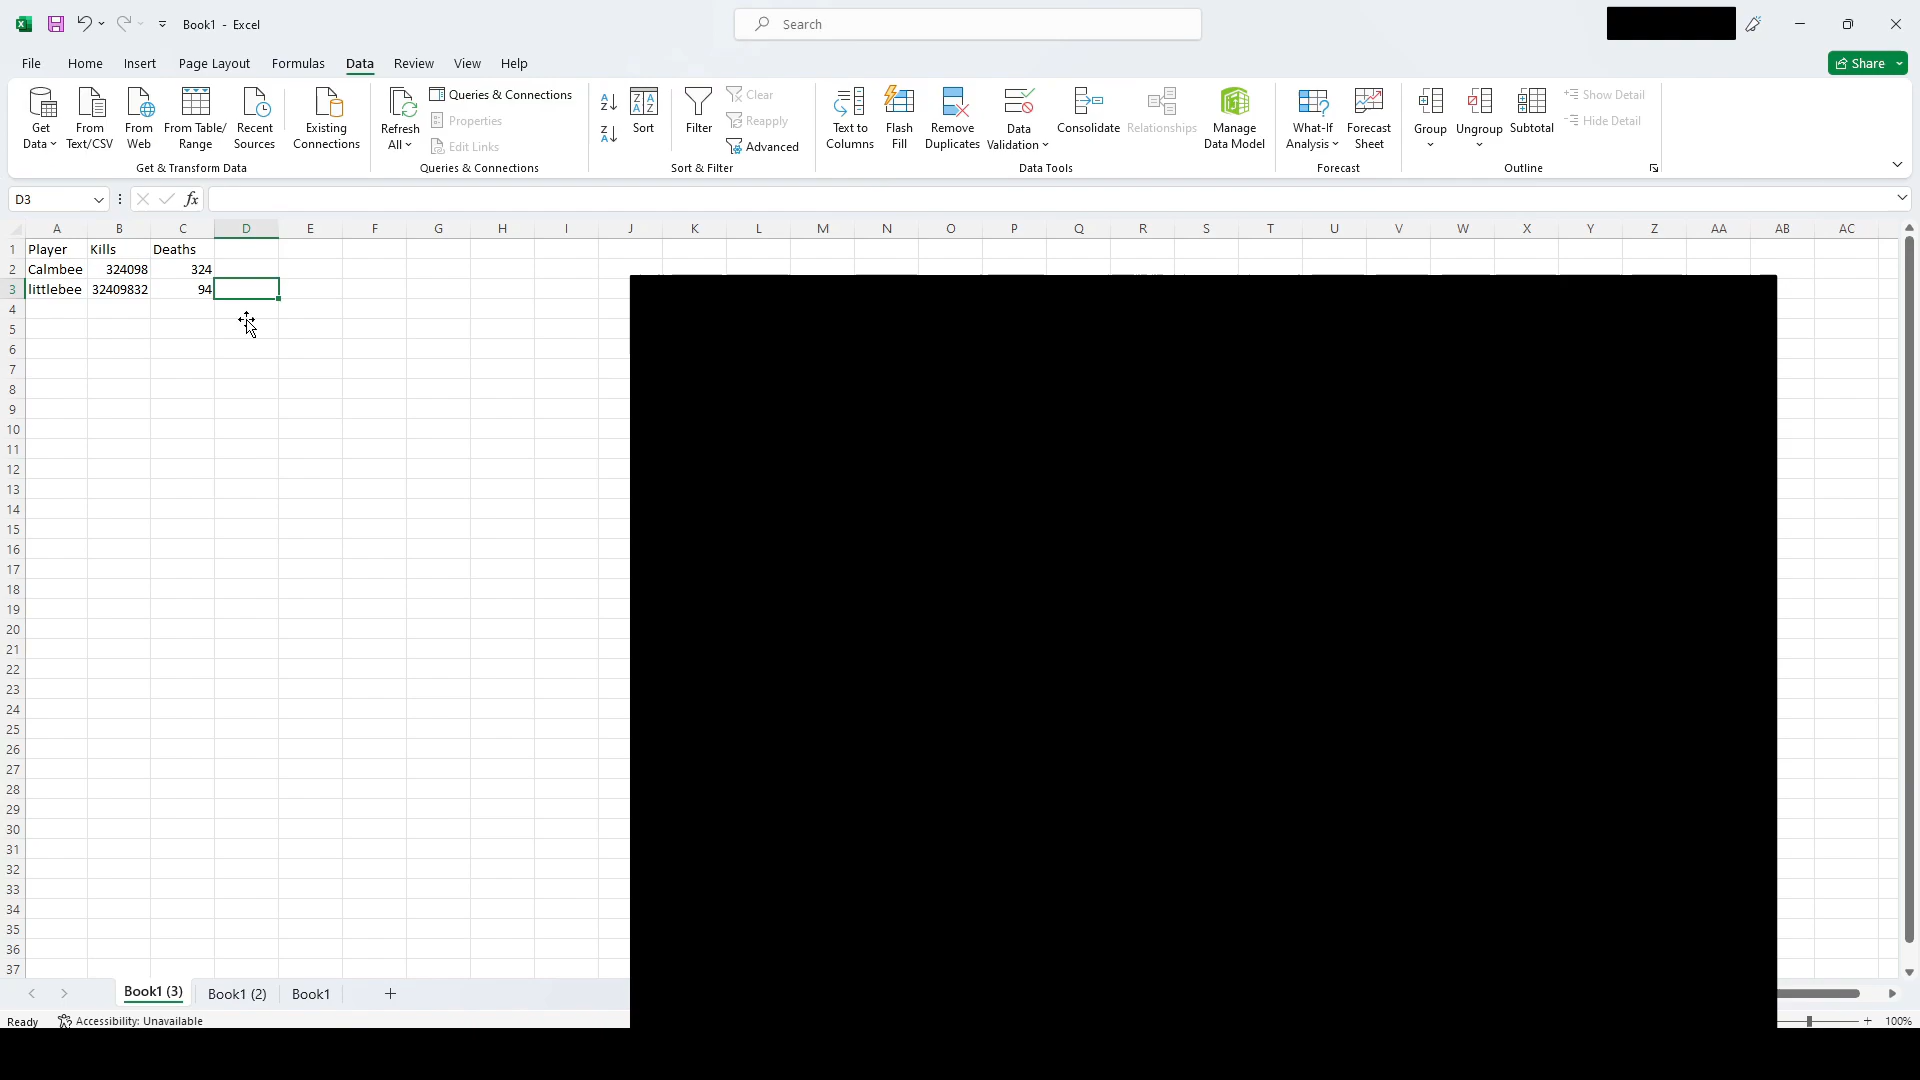 Book1 - Excel
Search
File Home Insert Page Layout Formulas Data Review View Help
Share
Get Data
From Text/CSV
From Web
From Table/ Range
Recent Sources
Existing Connections
Get & Transform Data
Refresh All
Queries & Connections
Properties
Edit Links
Queries & Connections
Sort
Filter
Clear
Reapply
Advanced
Sort & Filter
Text to Columns
Flash Fill
Remove Duplicates
Data Validation
Consolidate
Relationships
Manage Data Model
Data Tools
What-If Analysis
Forecast Sheet
Forecast
Group
Ungroup
Subtotal
Show Detail
Hide Detail
Outline
D3
fx
A B C D E F G H I J K L M N O P Q R S T U V W X Y Z AA AB AC
1 Player Kills Deaths
2 Calmbee 324098 324
3 littlebee 32409832 94
4
5
6
7
8
9
10
11
12
13
14
15
16
17
18
19
20
21
22
23
24
25
26
27
28
29
30
31
32
33
34
35
36
37
Book1 (3) Book1 (2) Book1
Ready Accessibility: Unavailable 100%